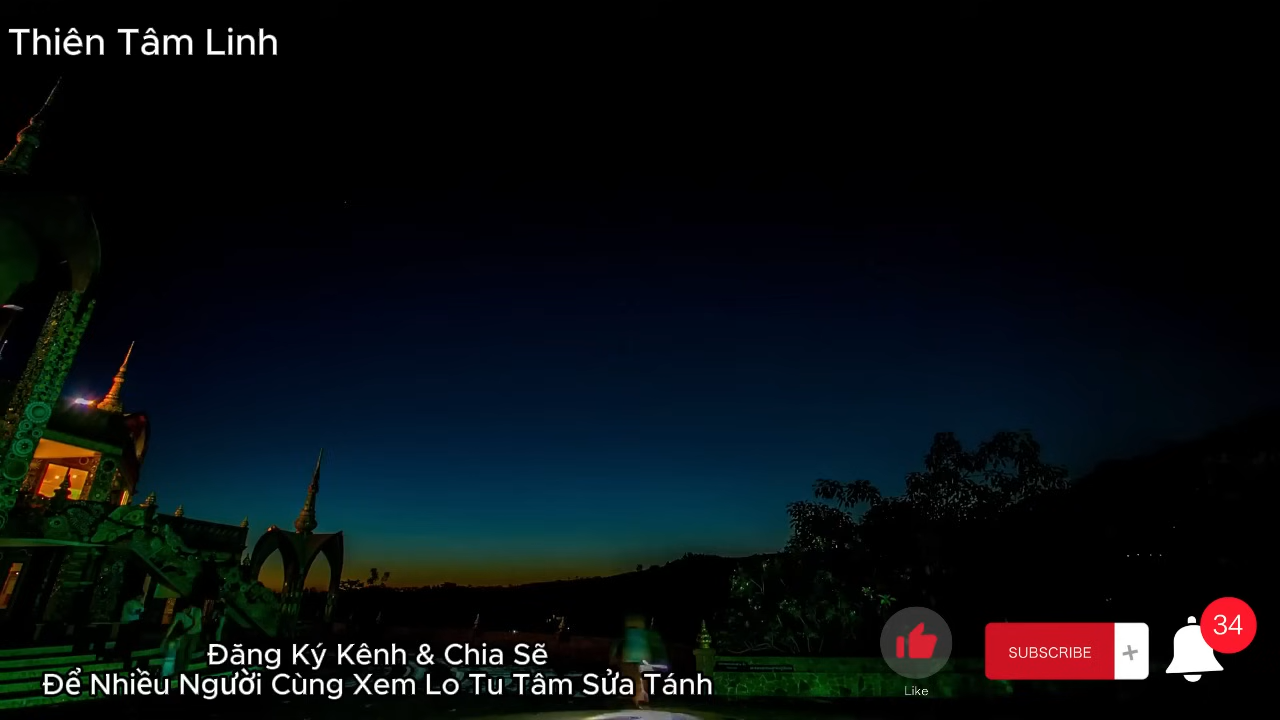 Thiên Tâm Linh
Đăng Ký Kênh & Chia Sẽ
Để Nhiều Người Cùng Xem Lo Tu Tâm Sửa Tánh
34
SUBSCRIBE
Like